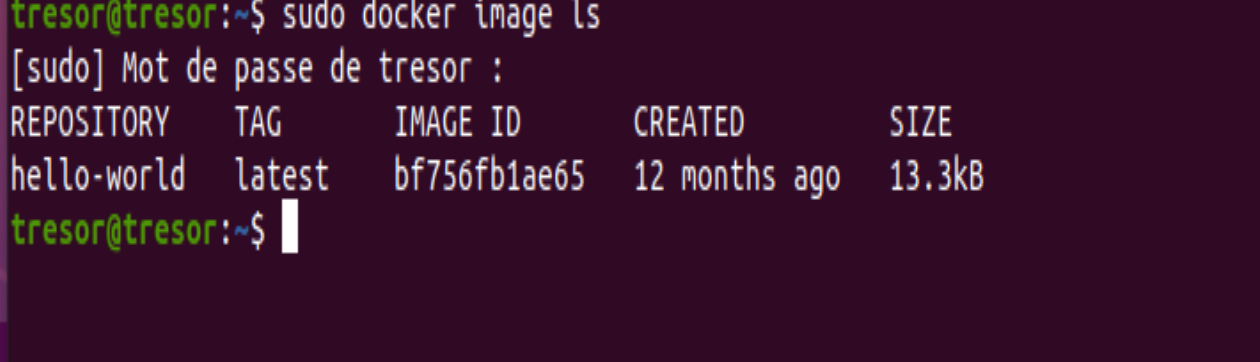 tresor@tresor:~$ sudo docker image ls
[sudo] Mot de passe de tresor :
REPOSITORY TAG IMAGE ID CREATED SIZE
hello-world latest bf756fb1ae65 12 months ago 13.3kB
tresor@tresor:~$